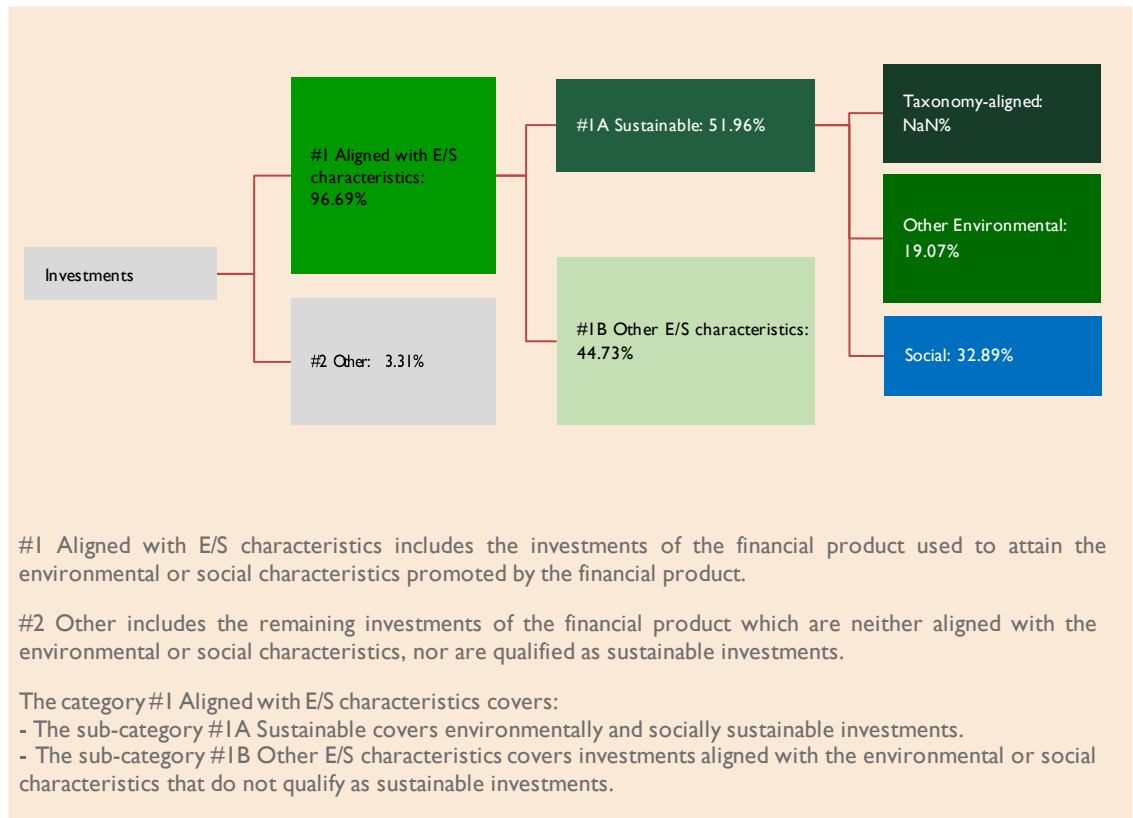 Investments
#1 Aligned with E/S
characteristics:
96.69%
#2 Other: 3.31%
#1A Sustainable: 51.96%
#1B Other E/S characteristics:
44.73%
Taxonomy-aligned:
NaN%
Other Environmental:
19.07%
Social: 32.89%
#1 Aligned with E/S characteristics includes the investments of the financial product used to attain the
environmental or social characteristics promoted by the financial product.
#2 Other includes the remaining investments of the financial product which are neither aligned with the
environmental or social characteristics, nor are qualified as sustainable investments.
The category #1 Aligned with E/S characteristics covers:
- The sub-category #1A Sustainable covers environmentally and socially sustainable investments.
- The sub-category #1B Other E/S characteristics covers investments aligned with the environmental or social
characteristics that do not qualify as sustainable investments.